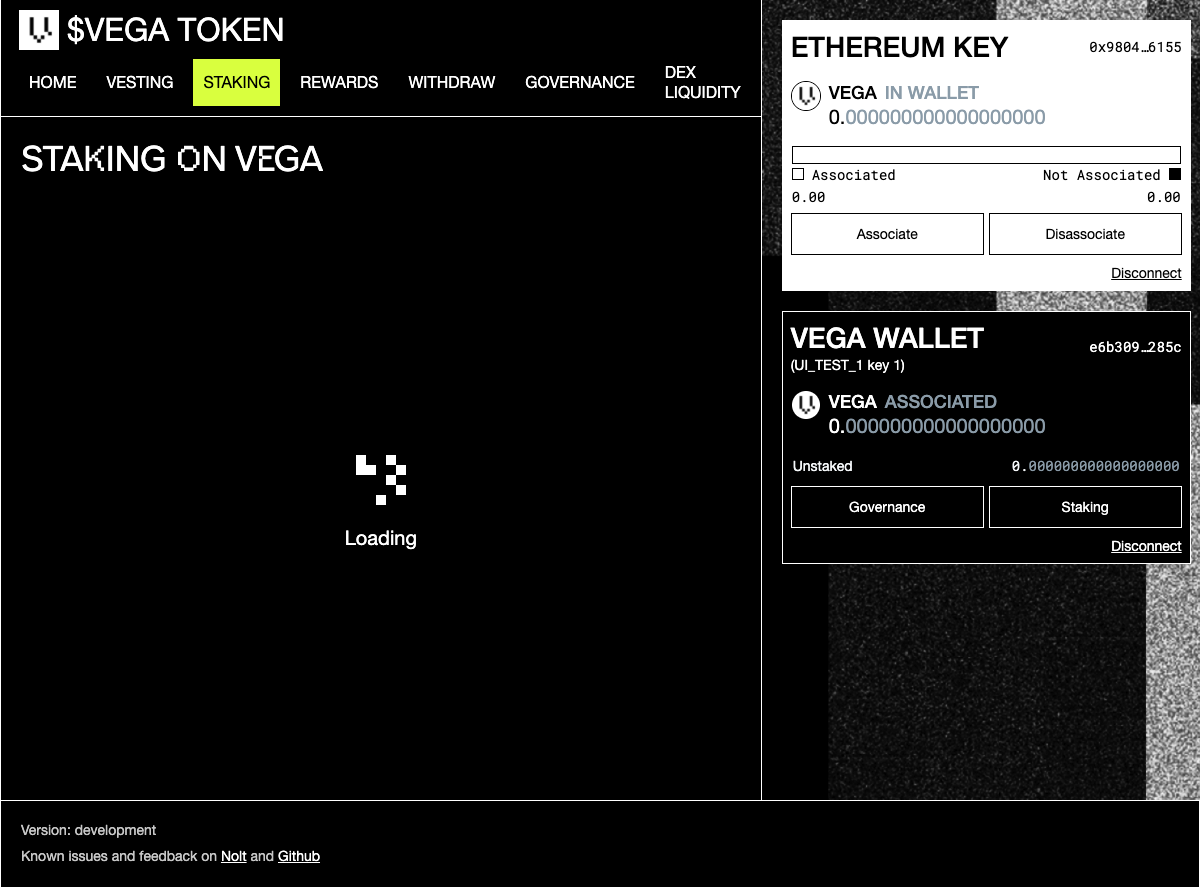 $VEGA TOKEN
HOME VESTING STAKING REWARDS WITHDRAW GOVERNANCE DEX LIQUIDITY
STAKING ON VEGA
Loading
ETHEREUM KEY 0x9804…6155
VEGA IN WALLET
0.000000000000000000
Associated Not Associated
0.00 0.00
Associate Disassociate
Disconnect
VEGA WALLET e6b309…285c
(UI_TEST_1 key 1)
VEGA ASSOCIATED
0.000000000000000000
Unstaked 0.000000000000000000
Governance Staking
Disconnect
Version: development
Known issues and feedback on Nolt and Github